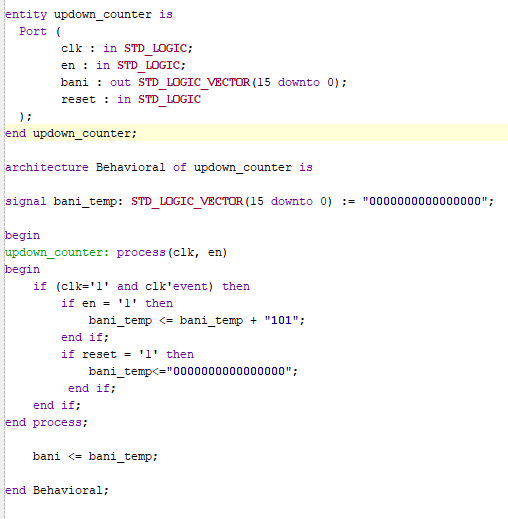 entity updown_counter is
  Port (
        clk : in STD_LOGIC;
        en : in STD_LOGIC;
        bani : out STD_LOGIC_VECTOR(15 downto 0);
        reset : in STD_LOGIC
  );
end updown_counter;

architecture Behavioral of updown_counter is

signal bani_temp: STD_LOGIC_VECTOR(15 downto 0) := "0000000000000000";

begin
updown_counter: process(clk, en)
begin
    if (clk='1' and clk'event) then
        if en = '1' then
            bani_temp <= bani_temp + "101";
        end if;
        if reset = '1' then
            bani_temp<="0000000000000000";
         end if;
    end if;
end process;

    bani <= bani_temp;

end Behavioral;